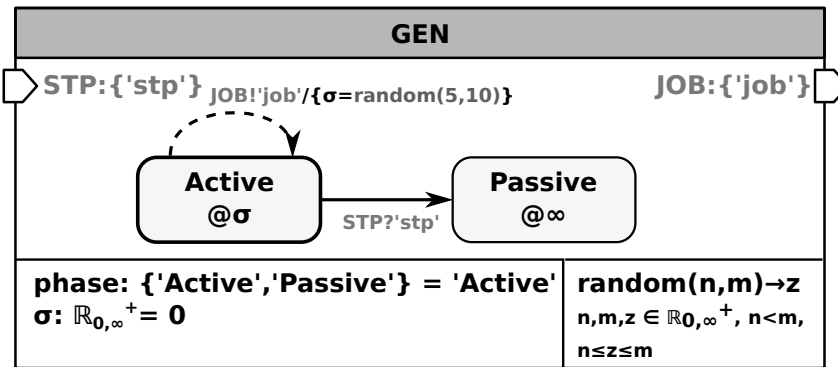 GEN
STP:{'stp'}
JOB:{'job'}
JOB!'job'/{σ=random(5,10)}
Active
@σ
Passive
@∞
STP?'stp'
phase: {'Active','Passive'} = 'Active'
σ: ℝ₀,∞⁺= 0
random(n,m)→z
n,m,z ∈ ℝ0,∞⁺, n<m,
n≤z≤m